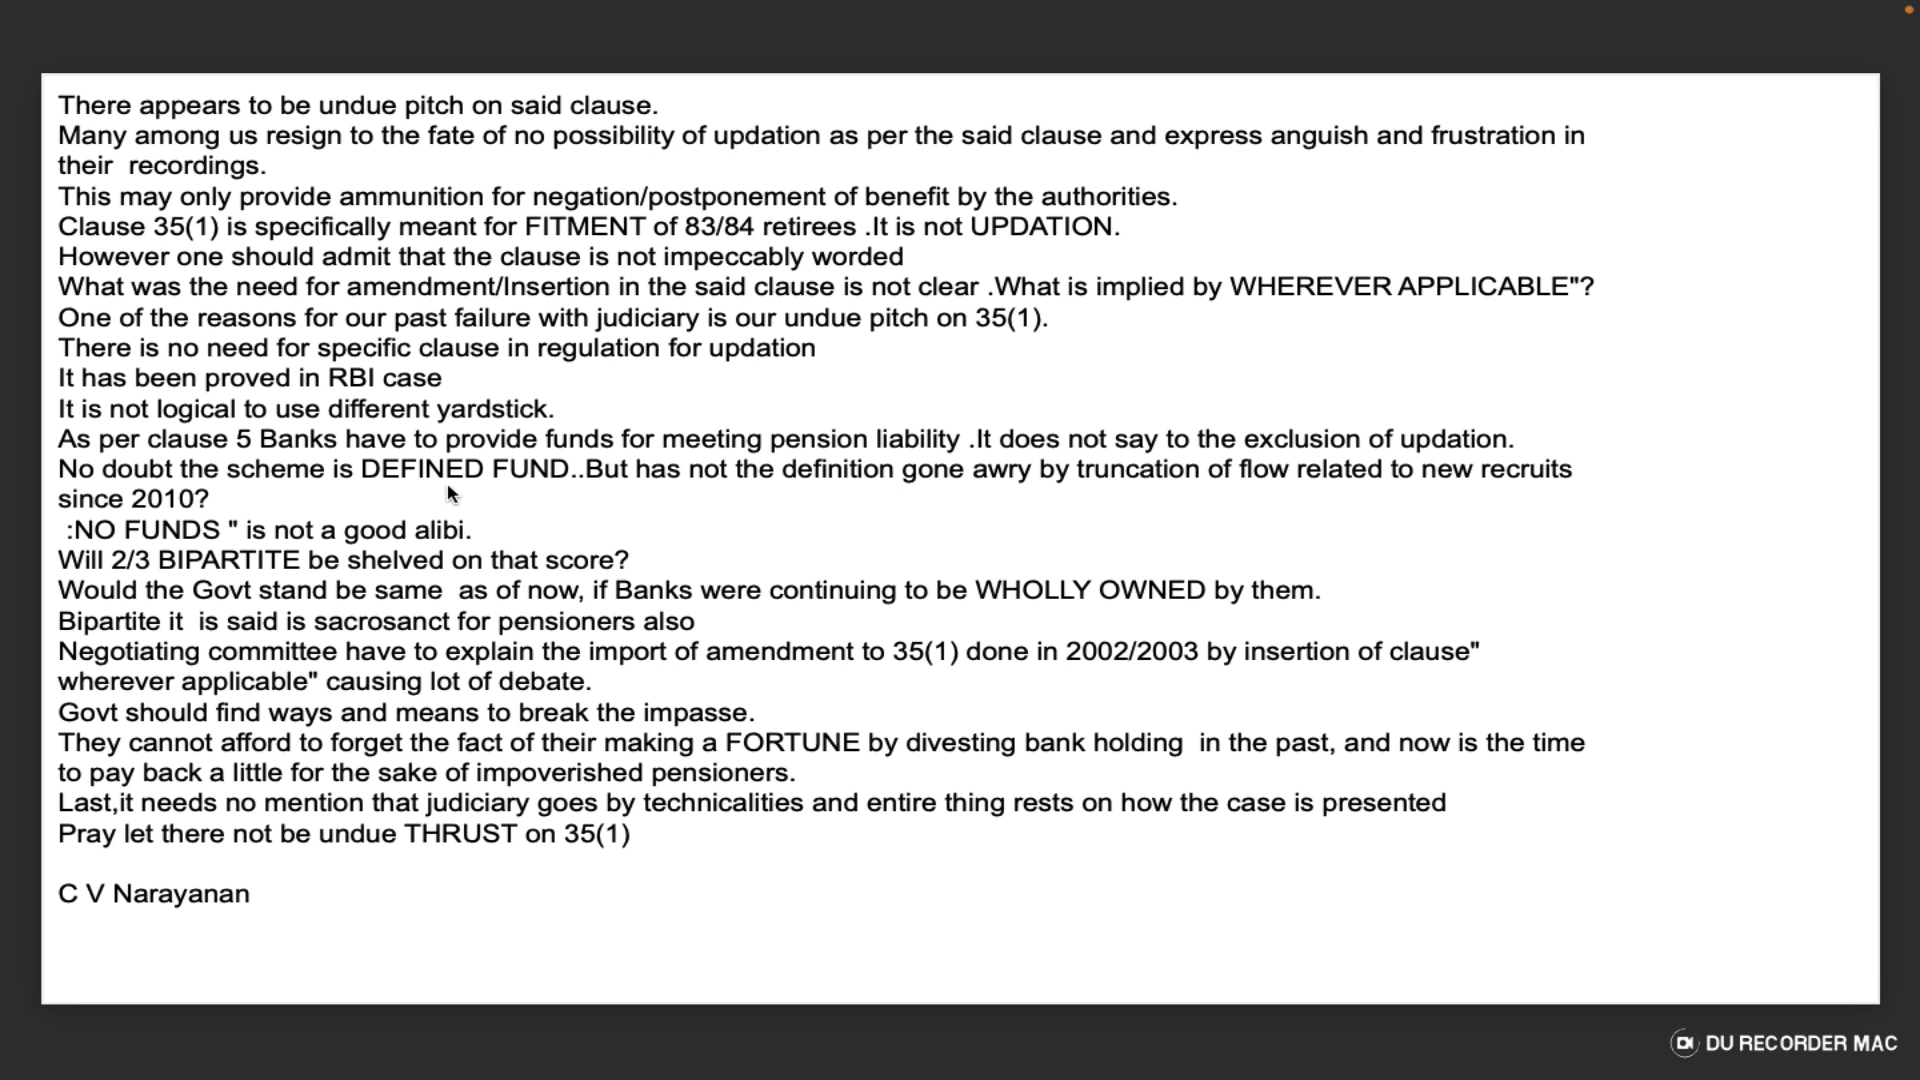 There appears to be undue pitch on said clause.
Many among us resign to the fate of no possibility of updation as per the said clause and express anguish and frustration in
their  recordings.
This may only provide ammunition for negation/postponement of benefit by the authorities.
Clause 35(1) is specifically meant for FITMENT of 83/84 retirees .It is not UPDATION.
However one should admit that the clause is not impeccably worded
What was the need for amendment/Insertion in the said clause is not clear .What is implied by WHEREVER APPLICABLE"?
One of the reasons for our past failure with judiciary is our undue pitch on 35(1).
There is no need for specific clause in regulation for updation
It has been proved in RBI case
It is not logical to use different yardstick.
As per clause 5 Banks have to provide funds for meeting pension liability .It does not say to the exclusion of updation.
No doubt the scheme is DEFINED FUND..But has not the definition gone awry by truncation of flow related to new recruits
since 2010?
:NO FUNDS " is not a good alibi.
Will 2/3 BIPARTITE be shelved on that score?
Would the Govt stand be same  as of now, if Banks were continuing to be WHOLLY OWNED by them.
Bipartite it  is said is sacrosanct for pensioners also
Negotiating committee have to explain the import of amendment to 35(1) done in 2002/2003 by insertion of clause"
wherever applicable" causing lot of debate.
Govt should find ways and means to break the impasse.
They cannot afford to forget the fact of their making a FORTUNE by divesting bank holding  in the past, and now is the time
to pay back a little for the sake of impoverished pensioners.
Last,it needs no mention that judiciary goes by technicalities and entire thing rests on how the case is presented
Pray let there not be undue THRUST on 35(1)
C V Narayanan
DU RECORDER MAC